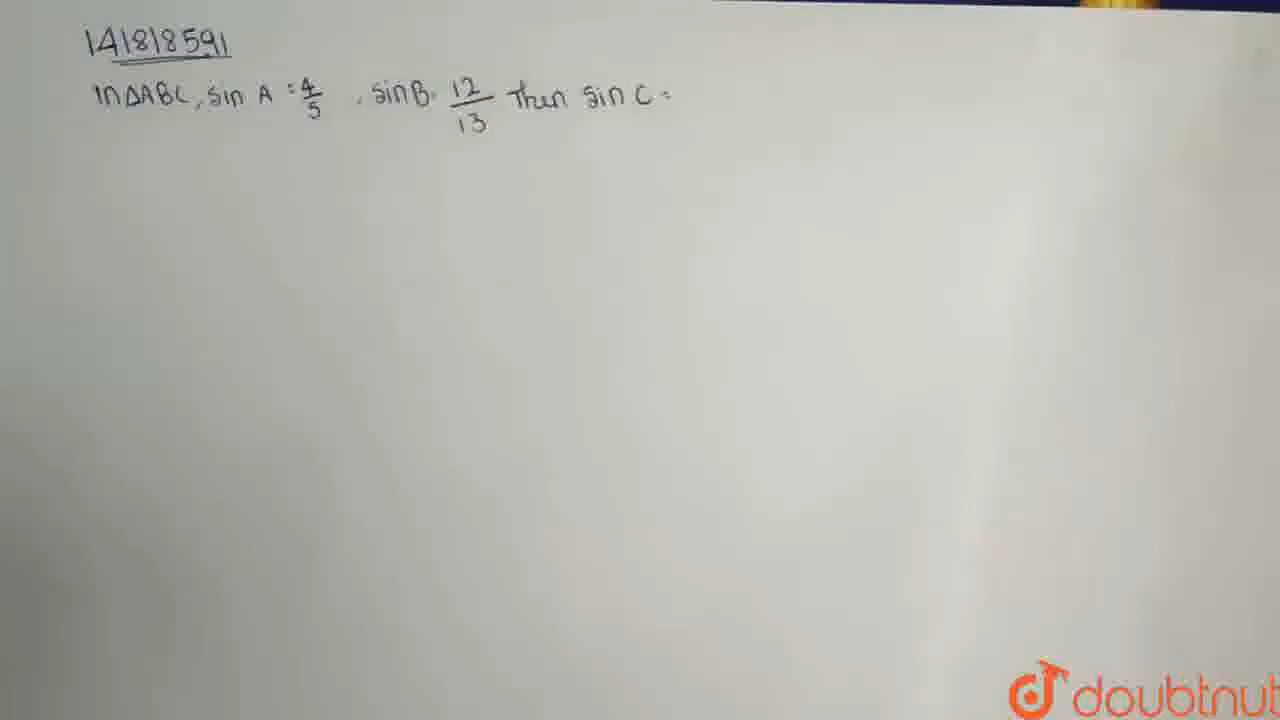 141818591
In ΔABC, sin A = 4/5 , sin B. 12/13 Then sin C =
doubtnut